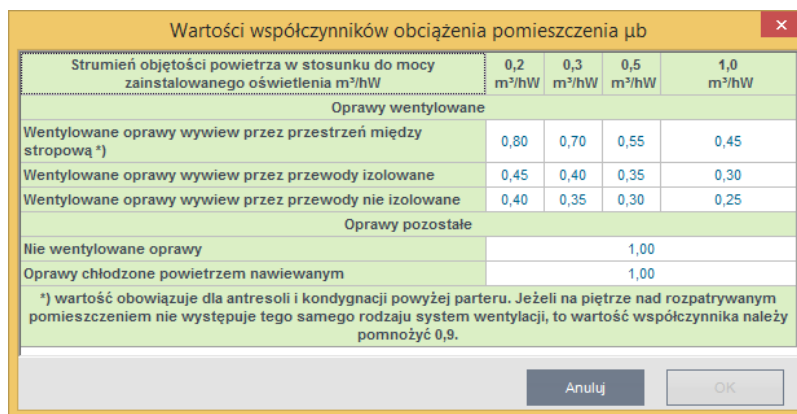 Wartości współczynników obciążenia pomieszczenia µb
Strumień objętości powietrza w stosunku do mocy
zainstalowanego oświetlenia m³/hW
0,2
m³/hW
0,3
m³/hW
0,5
m³/hW
1,0
m³/hW
Oprawy wentylowane
Wentylowane oprawy wywiew przez przestrzeń między
stropową *)
0,80 0,70 0,55 0,45
Wentylowane oprawy wywiew przez przewody izolowane 0,45 0,40 0,35 0,30
Wentylowane oprawy wywiew przez przewody nie izolowane 0,40 0,35 0,30 0,25
Oprawy pozostałe
Nie wentylowane oprawy 1,00
Oprawy chłodzone powietrzem nawiewanym 1,00
*) wartość obowiązuje dla antresoli i kondygnacji powyżej parteru. Jeżeli na piętrze nad rozpatrywanym
pomieszczeniem nie występuje tego samego rodzaju system wentylacji, to wartość współczynnika należy
pomnożyć 0,9.
Anuluj
OK